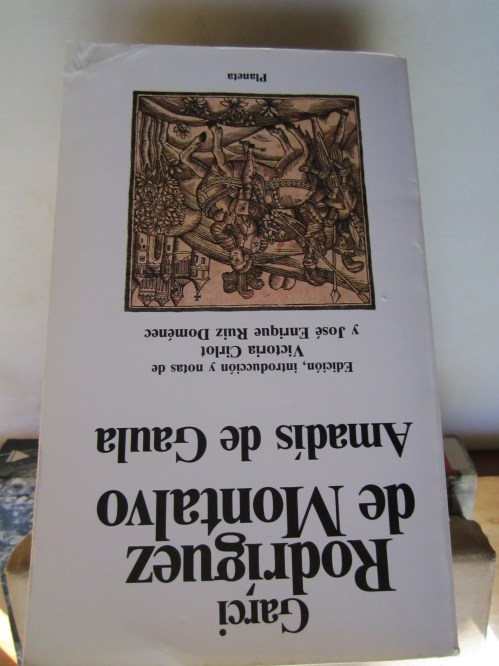 Garci
Rodríguez
de Montalvo
Amadís de Gaula
Edición, introducción y notas de
Victoria Cirlot
y José Enrique Ruiz Doménec
Planeta